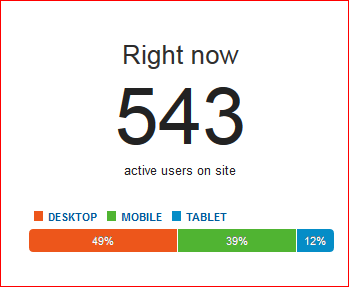 Right now
543
active users on site
DESKTOP MOBILE TABLET
49% 39% 12%